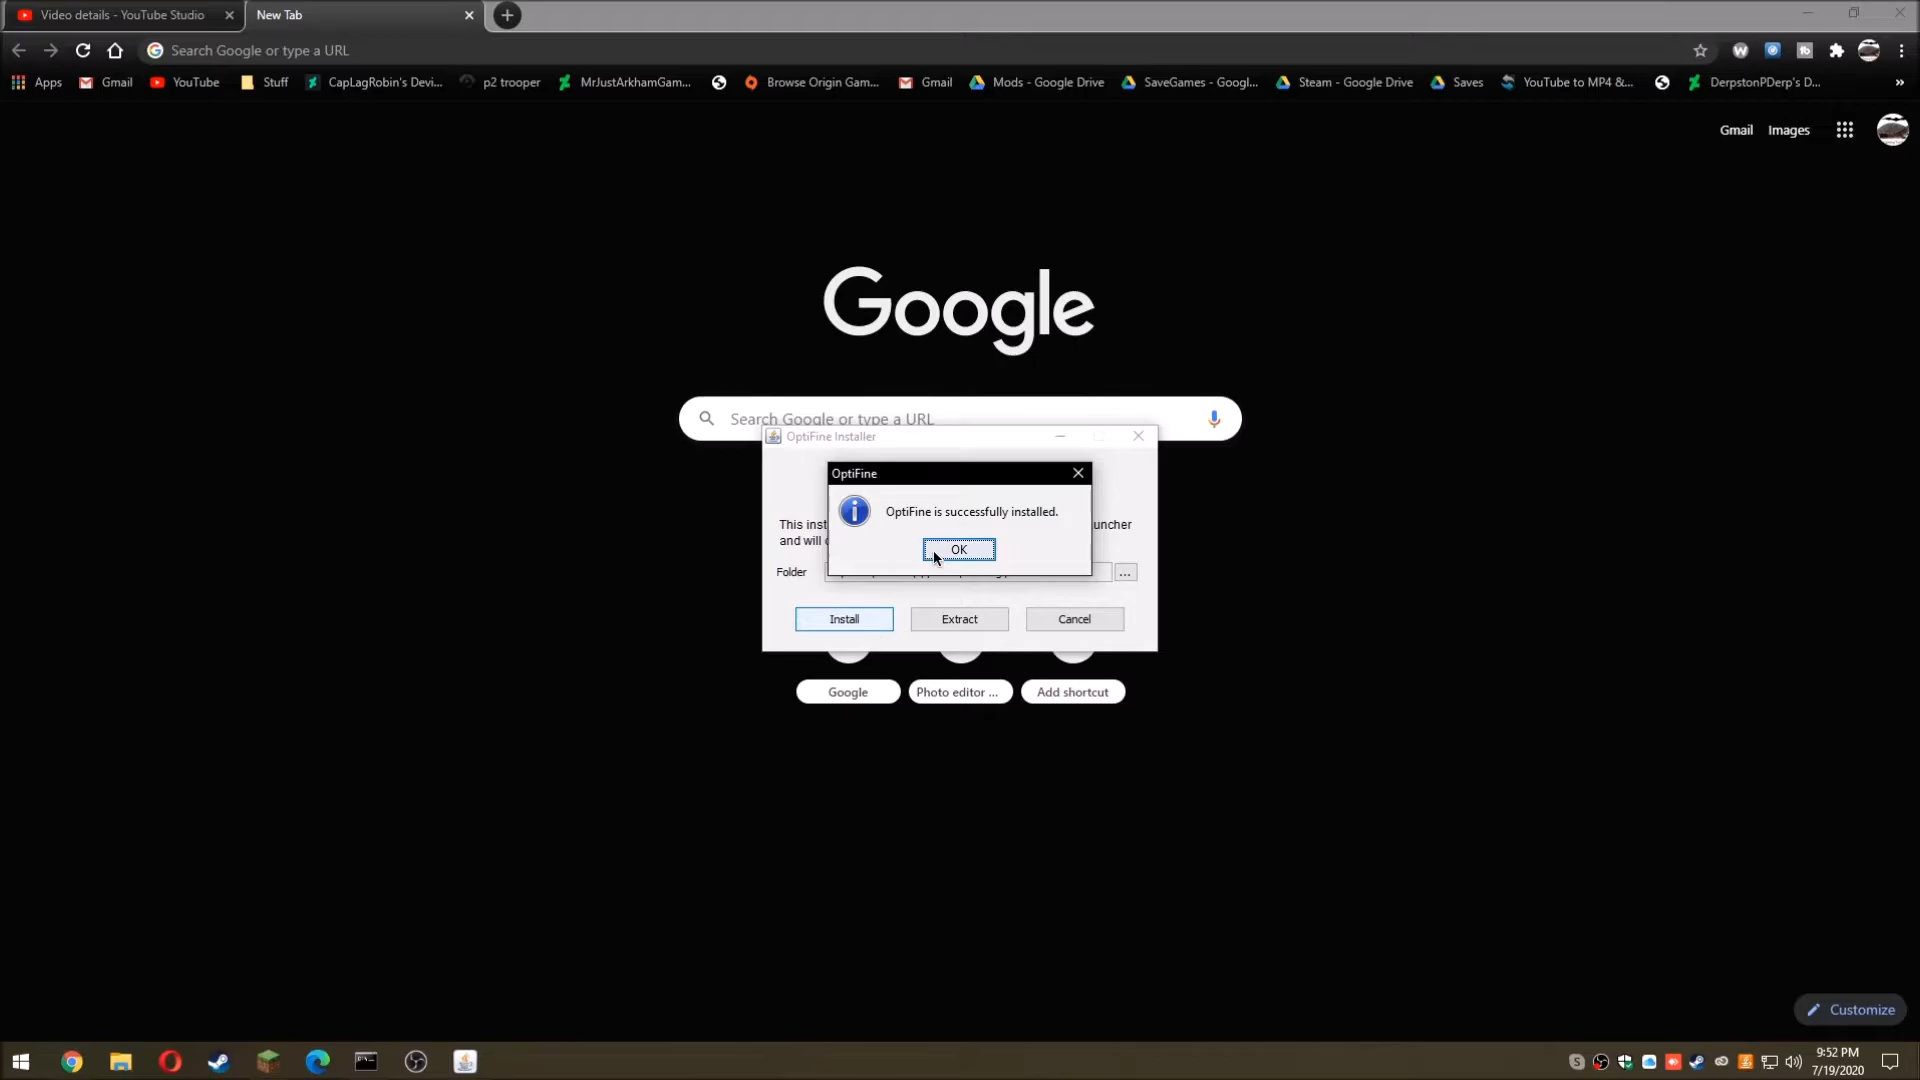 Video details - YouTube Studio
New Tab
Search Google or type a URL
Apps
Gmail
YouTube
Stuff
CapLagRobin's Devi...
p2 trooper
MrJustArkhamGam...
Browse Origin Gam...
Gmail
Mods - Google Drive
SaveGames - Googl...
Steam - Google Drive
Saves
YouTube to MP4 &...
DerpstonPDerp's D...
»
Gmail
Images
Google
Search Google or type a URL
OptiFine Installer
OptiFine
OptiFine is successfully installed.
This inst
uncher
and will
OK
Folder
...
Install
Extract
Cancel
Google
Photo editor ...
Add shortcut
Customize
9:52 PM
7/19/2020